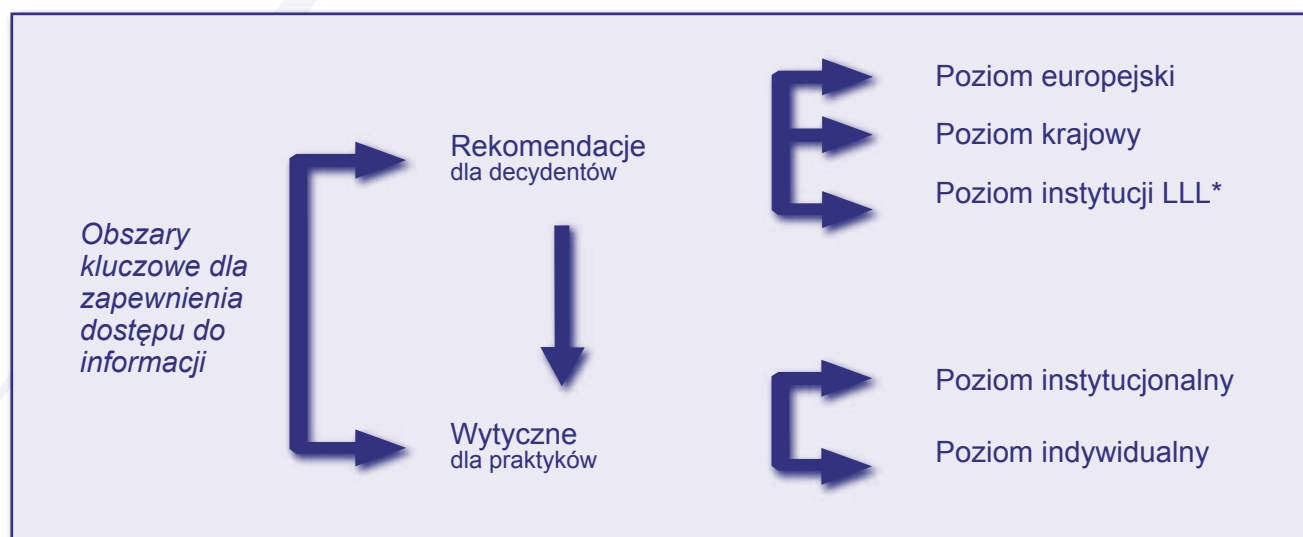 Obszary
kluczowe dla
zapewnienia
dostępu do
informacji
Rekomendacje
dla decydentów
Wytyczne
dla praktyków
Poziom europejski
Poziom krajowy
Poziom instytucji LLL*
Poziom instytucjonalny
Poziom indywidualny